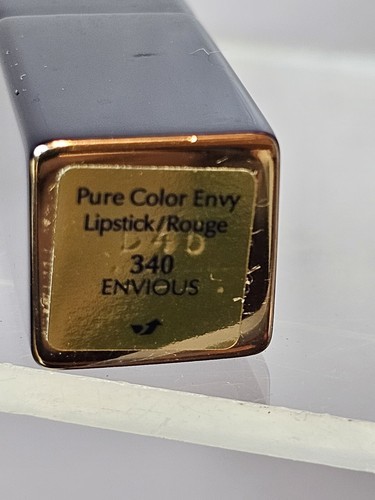 Pure Color Envy
Lipstick/Rouge
340
ENVIOUS